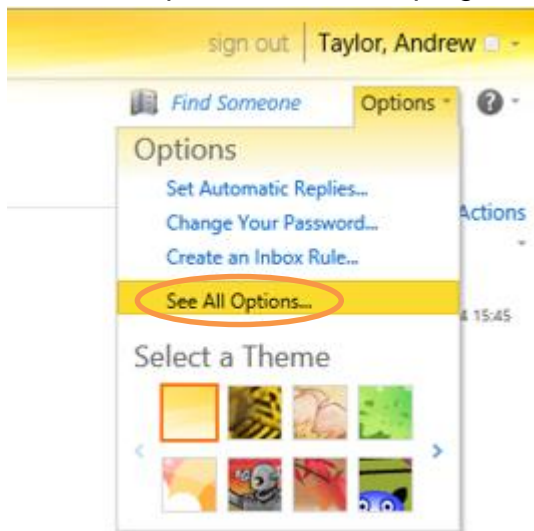 sign out | Taylor, Andrew
Find Someone Options
Options
Set Automatic Replies...
Change Your Password...
Actions
Create an Inbox Rule...
See All Options...
4 15:45
Select a Theme